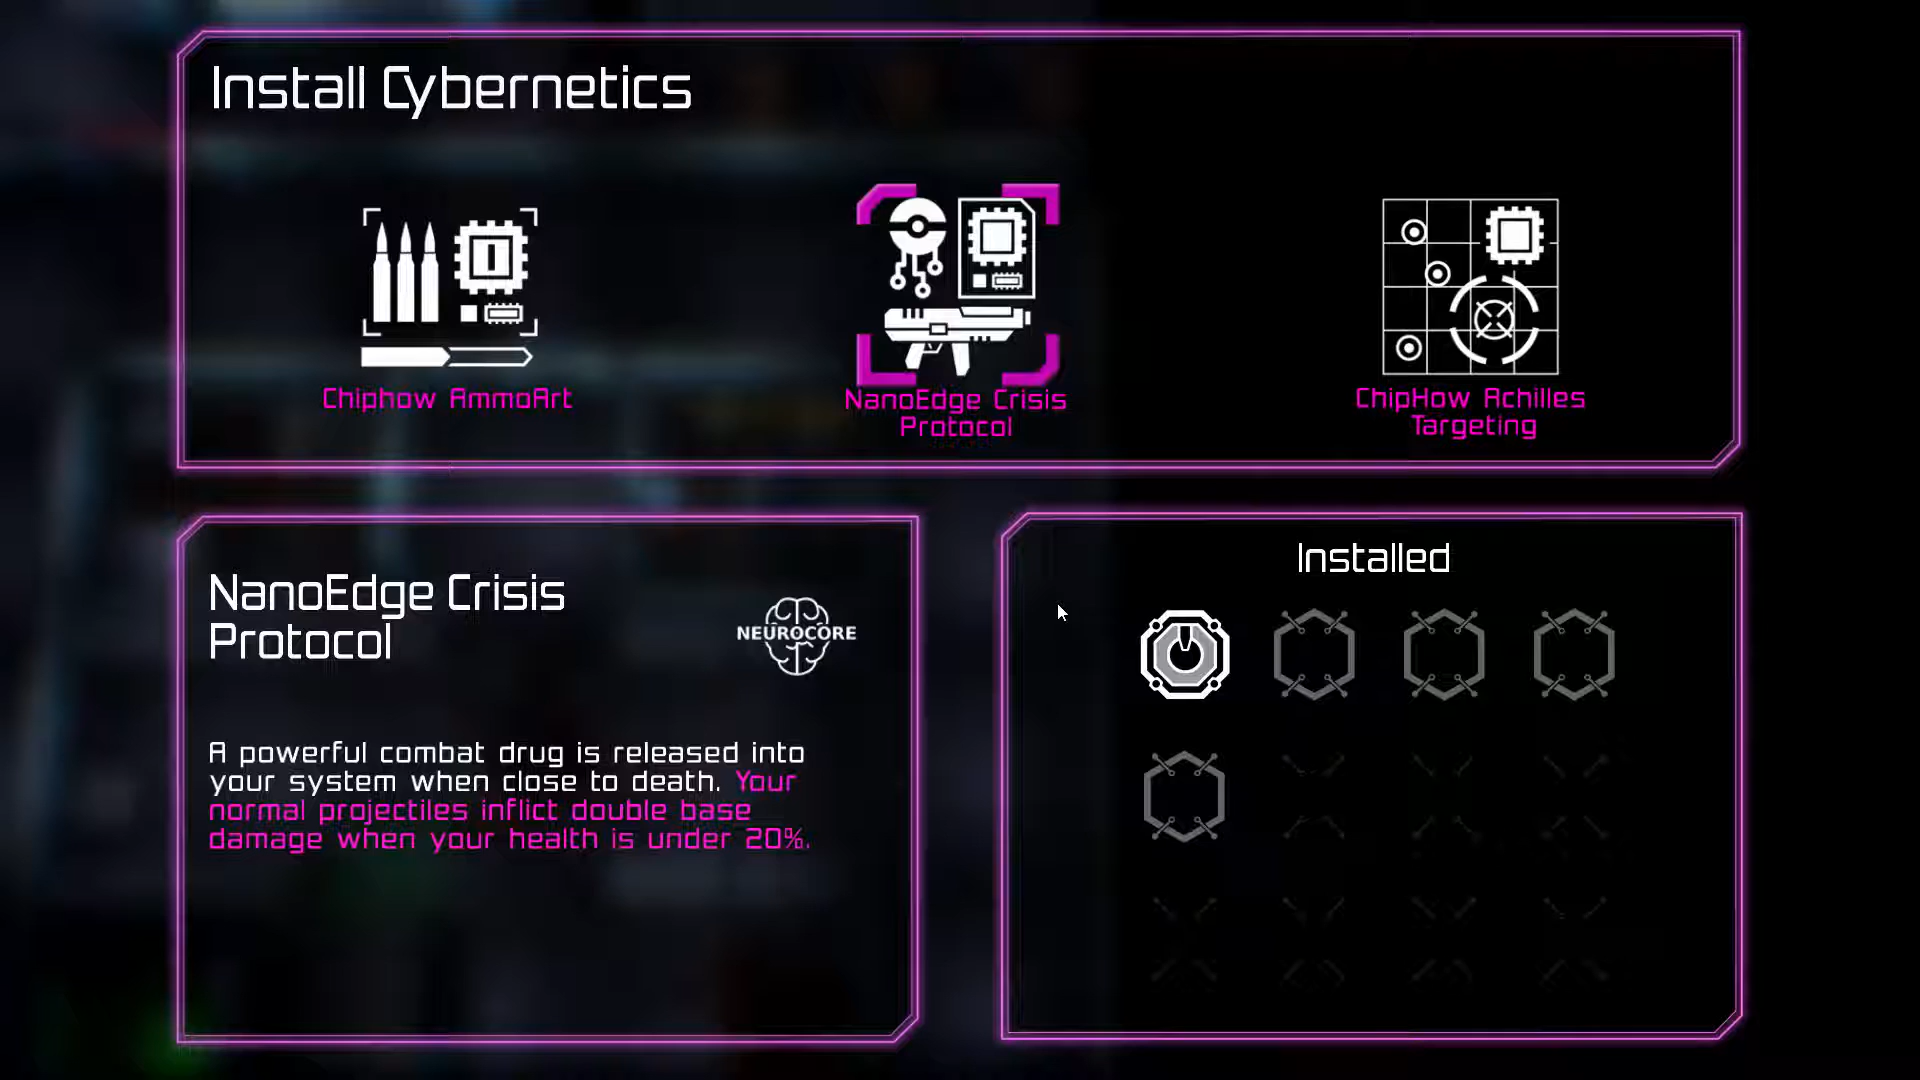 Install Cybernetics
Chiphow AmmoArt
NanoEdge Crisis
Protocol
ChipHow Achilles
Targeting
NanoEdge Crisis
Protocol
NEUROCORE
A powerful combat drug is released into
your system when close to death. Your
normal projectiles inflict double base
damage when your health is under 20%.
Installed